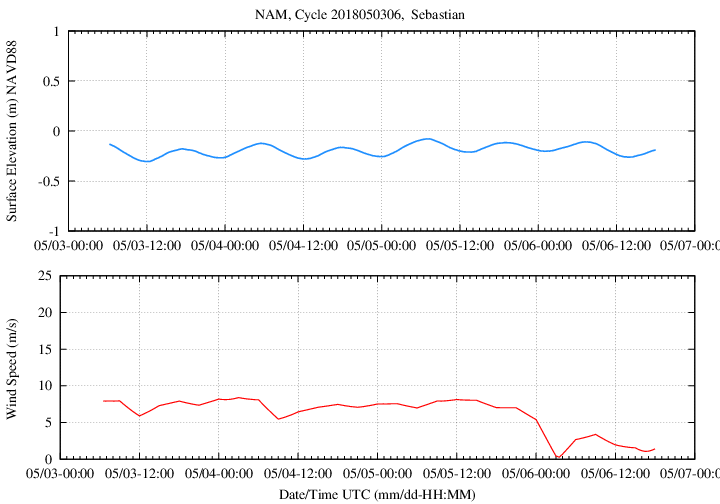 NAM, Cycle 2018050306,  Sebastian
Surface Elevation (m) NAVD88
1
0.5
0
-0.5
-1
05/03-00:00 05/03-12:00 05/04-00:00 05/04-12:00 05/05-00:00 05/05-12:00 05/06-00:00 05/06-12:00 05/07-00:0
Wind Speed (m/s)
25
20
15
10
5
0
05/03-00:00 05/03-12:00 05/04-00:00 05/04-12:00 05/05-00:00 05/05-12:00 05/06-00:00 05/06-12:00 05/07-00:0
Date/Time UTC (mm/dd-HH:MM)